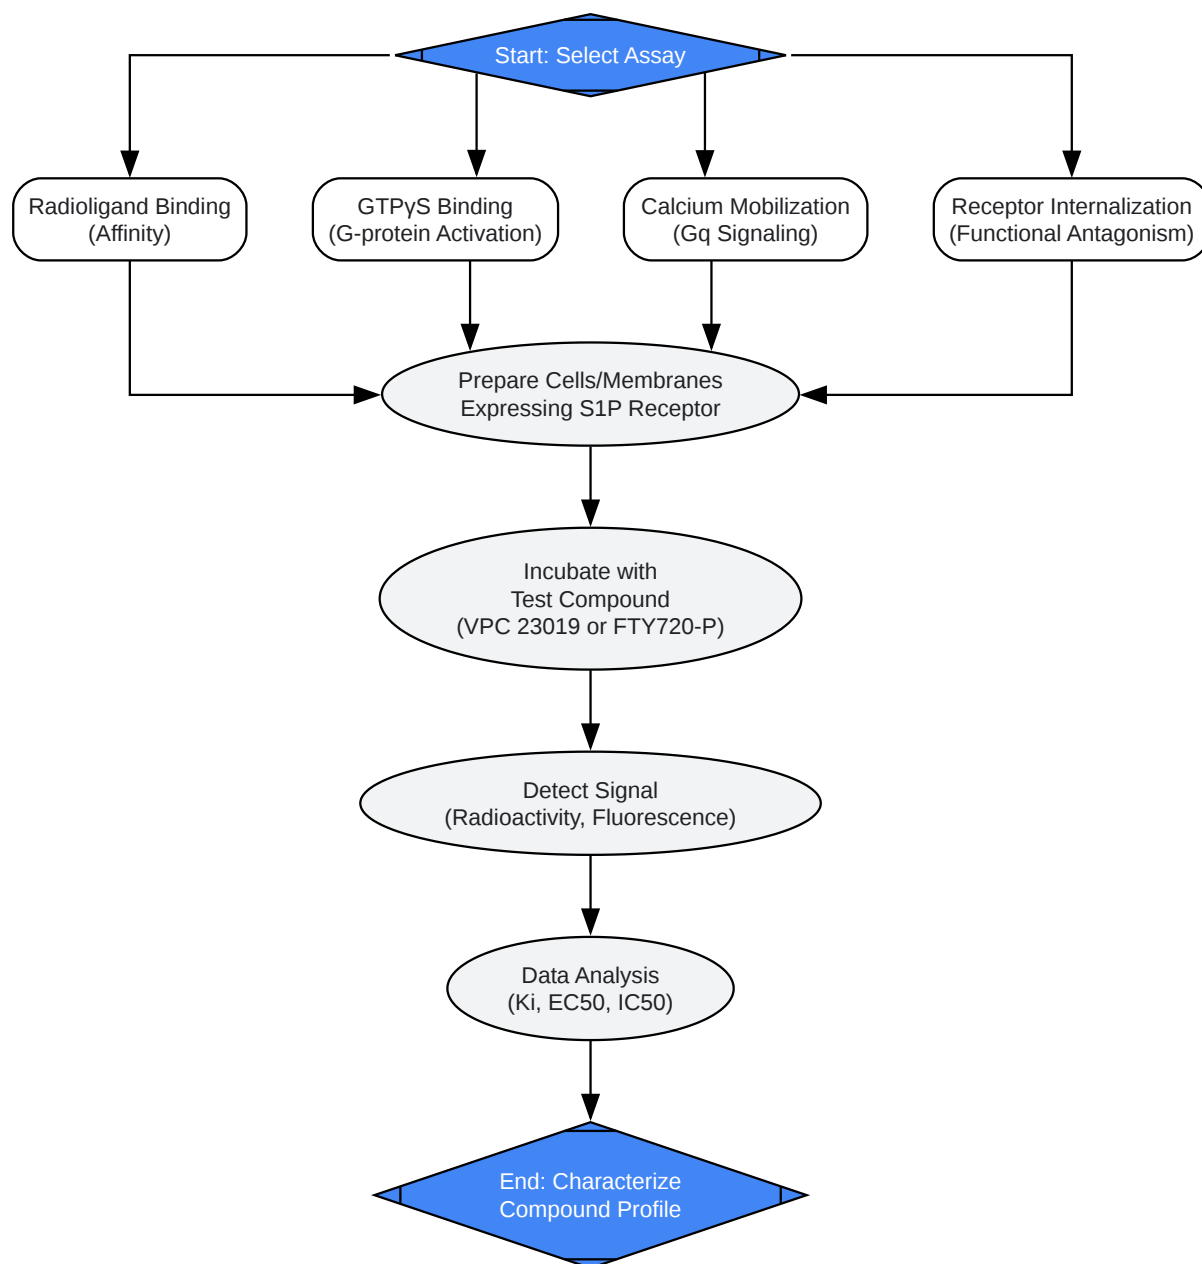 Start: Select Assay
Radioligand Binding
(Affinity)
GTPγS Binding
(G-protein Activation)
Calcium Mobilization
(Gq Signaling)
Receptor Internalization
(Functional Antagonism)
Prepare Cells/Membranes
Expressing S1P Receptor
Incubate with
Test Compound
(VPC 23019 or FTY720-P)
Detect Signal
(Radioactivity, Fluorescence)
Data Analysis
(Ki, EC50, IC50)
End: Characterize
Compound Profile